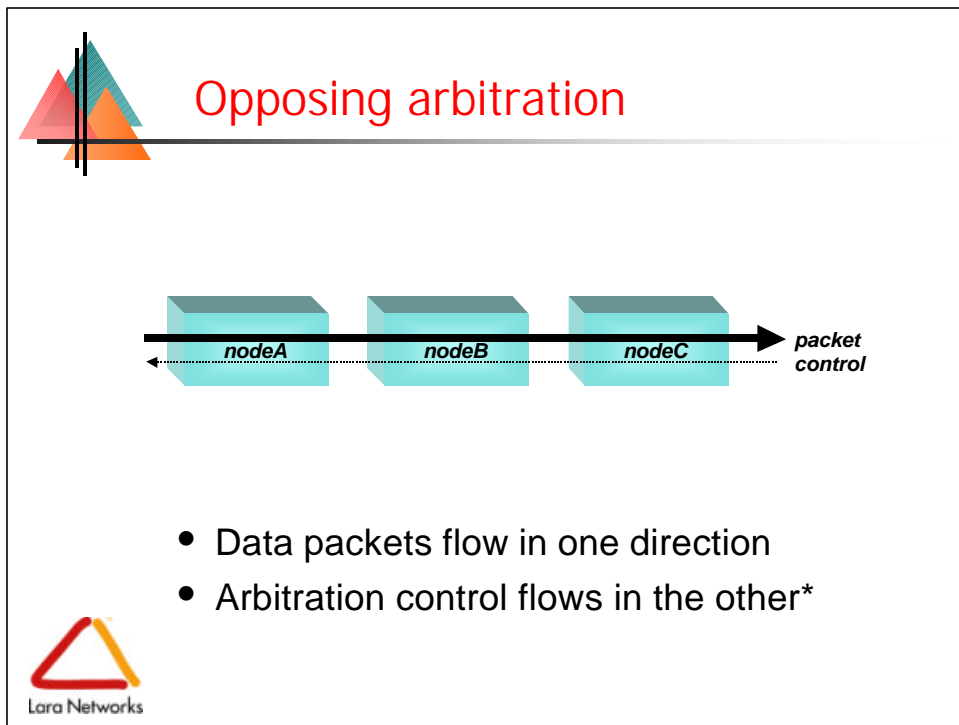 Opposing arbitration
nodeA
nodeB
nodeC
packet
control
• Data packets flow in one direction
• Arbitration control flows in the other*
Lara Networks